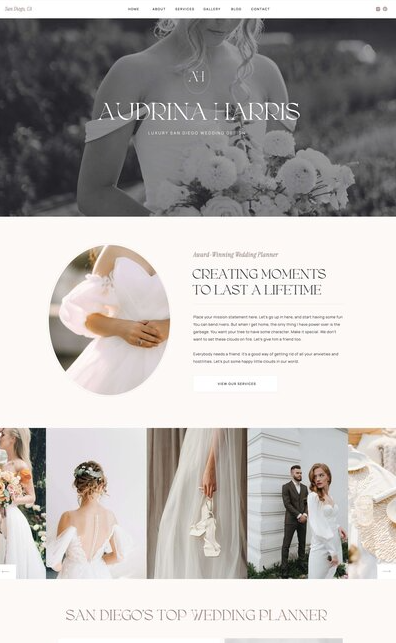 San Diego, CA
HOME ABOUT SERVICES GALLERY BLOG CONTACT
AH
AUDRINA HARRIS
LUXURY SAN DIEGO WEDDING DESIGN
Award-Winning Wedding Planner
CREATING MOMENTS
TO LAST A LIFETIME
Place your mission statement here. Let's go up in here, and start having some fun!
You can bend rivers. But when I get home, the only thing I have power over is the
garbage. You want your tree to have some character. Make it special. We don't
want to set these clouds on fire. Let's give him a friend too.
Everybody needs a friend. It's a good way of getting rid of all your anxieties and
hostilities. Let's put some happy little clouds in our world.
VIEW OUR SERVICES
SAN DIEGO'S TOP WEDDING PLANNER